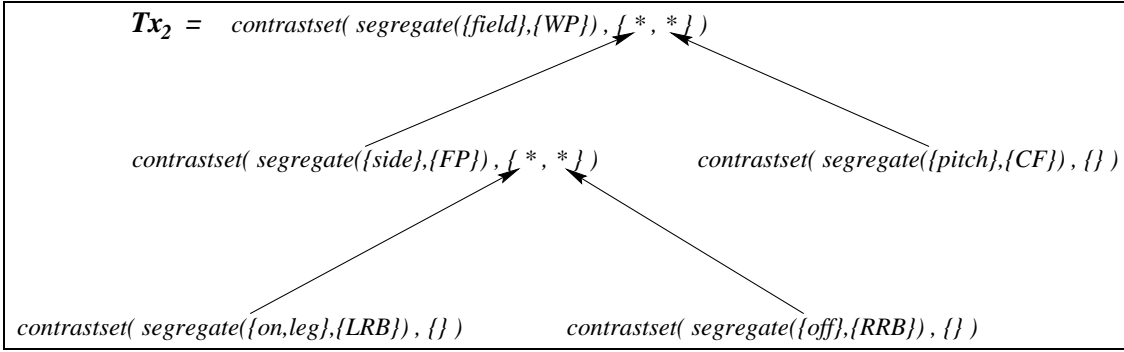 Tx2 = contrastset( segregate({field},{WP}) , { * , * } )
contrastset( segregate({side},{FP}) , { * , * } ) contrastset( segregate({pitch},{CF}) , {} )
contrastset( segregate({on,leg},{LRB}) , {} ) contrastset( segregate({off},{RRB}) , {} )